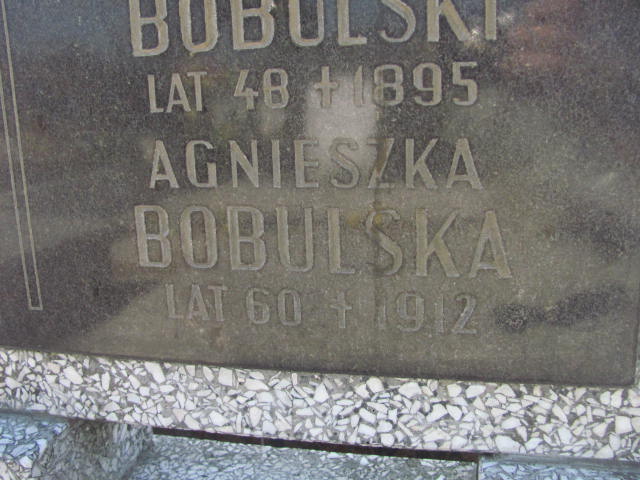 BOBULSKI
LAT 48 + 1895
AGNIESZKA
BOBULSKA
LAT 60 + 1912